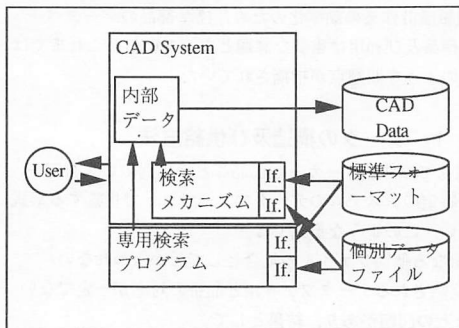 CAD System
内部
データ
CAD
Data
User
検索
メカニズム
If.
If.
標準フォ
ーマット
専用検索
プログラム
If.
If.
個別データ
ファイル